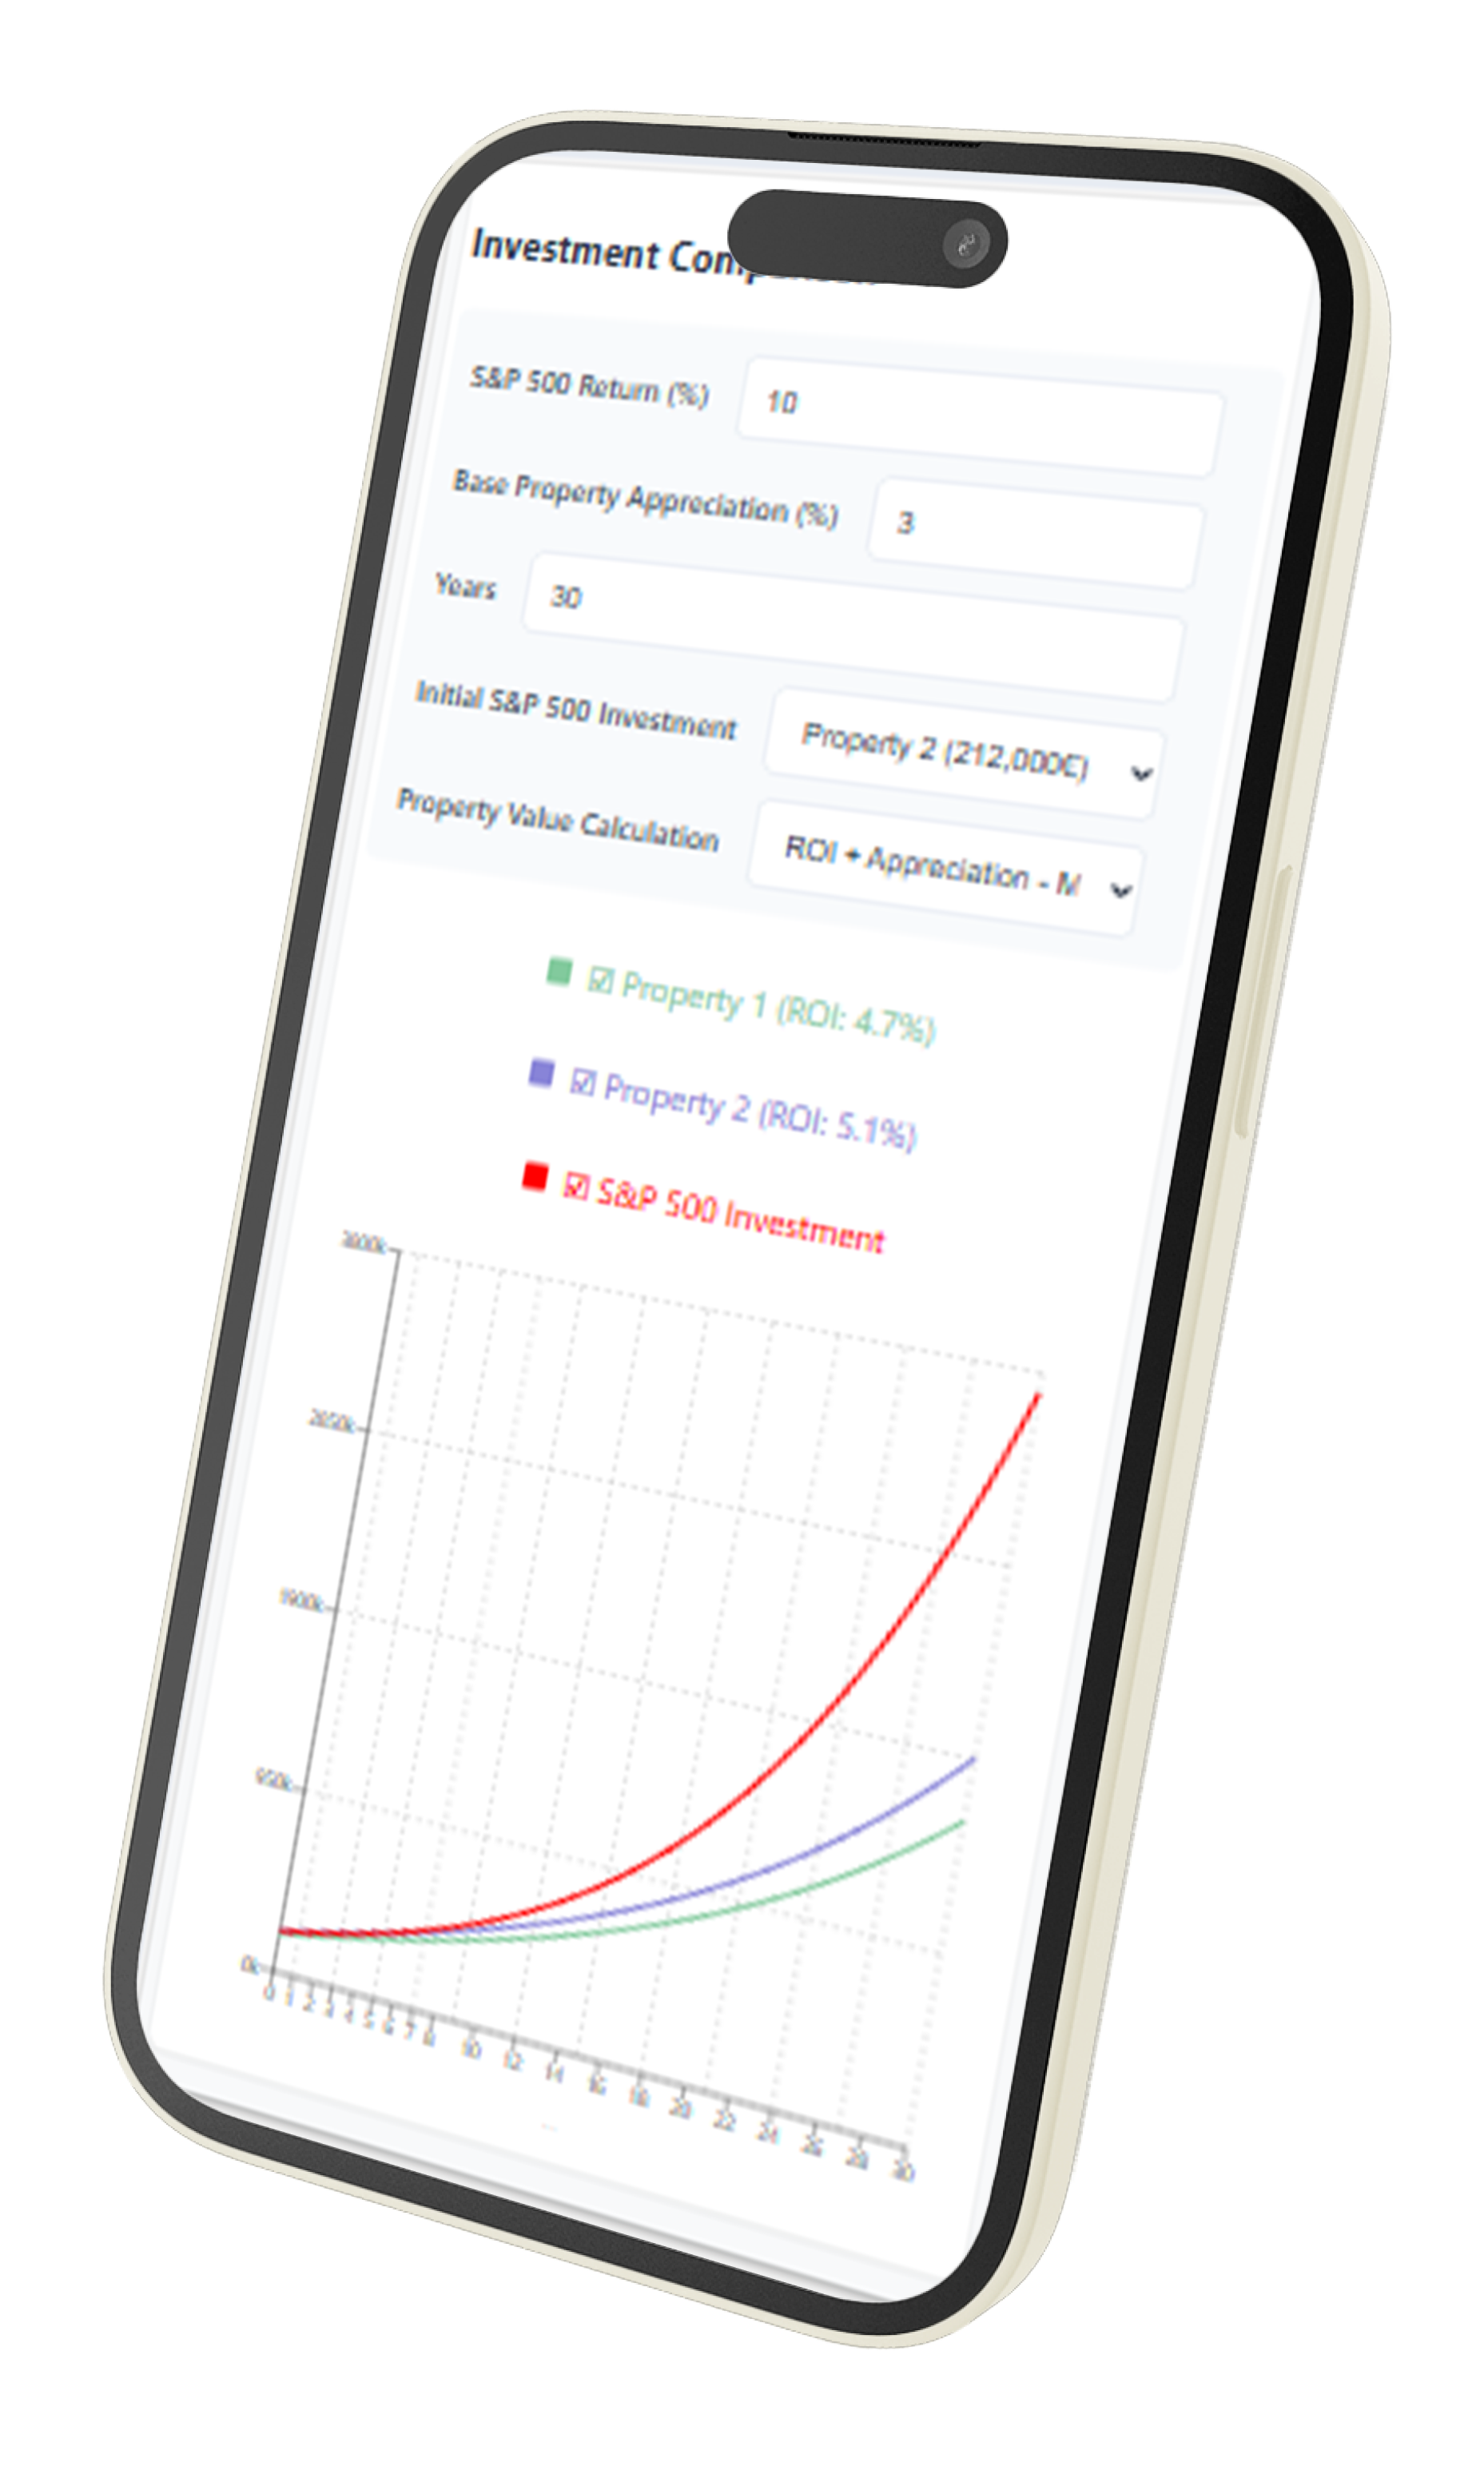 Investment Com
S&P 500 Return (%) 10
Base Property Appreciation (%) 3
Years 30
Initial S&P 500 Investment Property 2 (212,000€)
Property Value Calculation ROI + Appreciation - M
☑ Property 1 (ROI: 4.7%)
☑ Property 2 (ROI: 5.1%)
☑ S&P 500 Investment
2850k
1900k
950k
0k
0 1 2 3 4 5 6 7 8 10 12 14 16 18 20 22 24 26 28 30